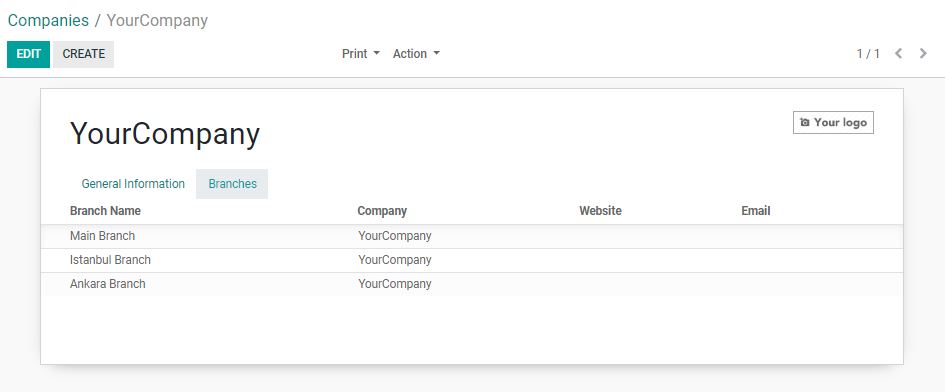 Companies / YourCompany
EDIT CREATE Print Action 1 / 1
YourCompany
Your logo
General Information Branches
Branch Name Company Website Email
Main Branch YourCompany
Istanbul Branch YourCompany
Ankara Branch YourCompany